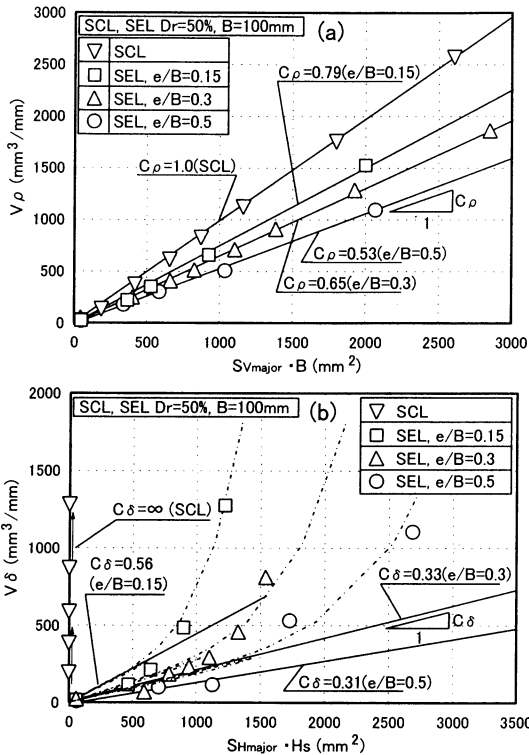 SCL, SEL Dr=50%, B=100mm
(a)
SCL
SEL, e/B=0.15
SEL, e/B=0.3
SEL, e/B=0.5
Cρ=0.79(e/B=0.15)
Cρ=1.0(SCL)
Cρ
1
Cρ=0.53(e/B=0.5)
Cρ=0.65(e/B=0.3)
3000
2500
2000
1500
1000
500
0
Vρ (mm³/mm)
0 500 1000 1500 2000 2500 3000
SVmajor・B (mm²)
SCL, SEL Dr=50%, B=100mm
(b)
SCL
SEL, e/B=0.15
SEL, e/B=0.3
SEL, e/B=0.5
Cδ=∞(SCL)
Cδ=0.56
(e/B=0.15)
Cδ=0.33(e/B=0.3)
Cδ
1
Cδ=0.31(e/B=0.5)
2000
1500
1000
500
0
Vδ (mm³/mm)
0 500 1000 1500 2000 2500 3000 3500
SHmajor・Hs (mm²)